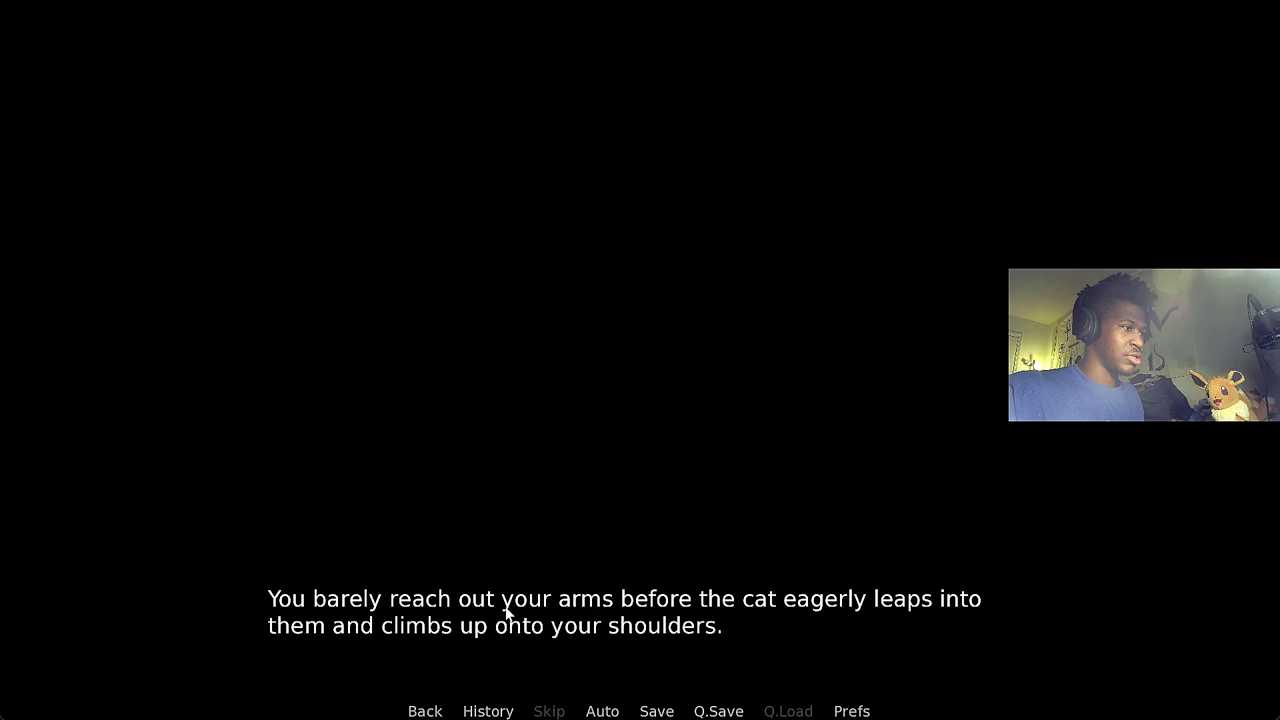 You barely reach out your arms before the cat eagerly leaps into
them and climbs up onto your shoulders.
Back History Skip Auto Save Q.Save Q.Load Prefs